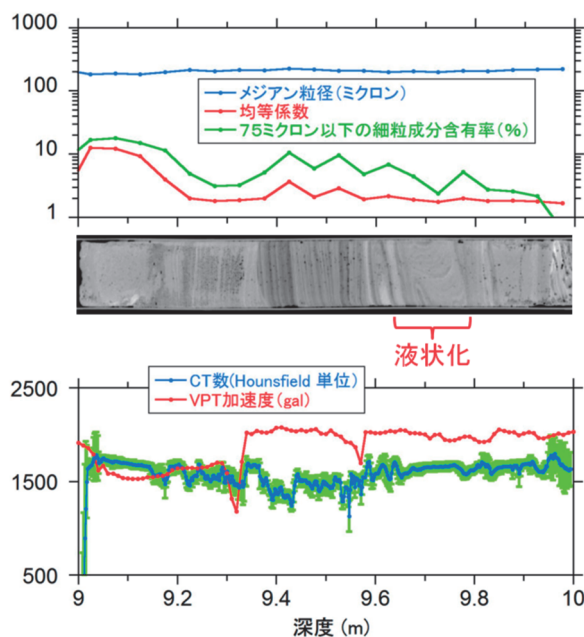 1000
100
10
1
メジアン粒径(ミクロン)
均等係数
75ミクロン以下の細粒成分含有率(%)
液状化
2500
1500
500
CT数(Hounsfield 単位)
VPT加速度(gal)
9
9.2
9.4
9.6
9.8
10
深度 (m)